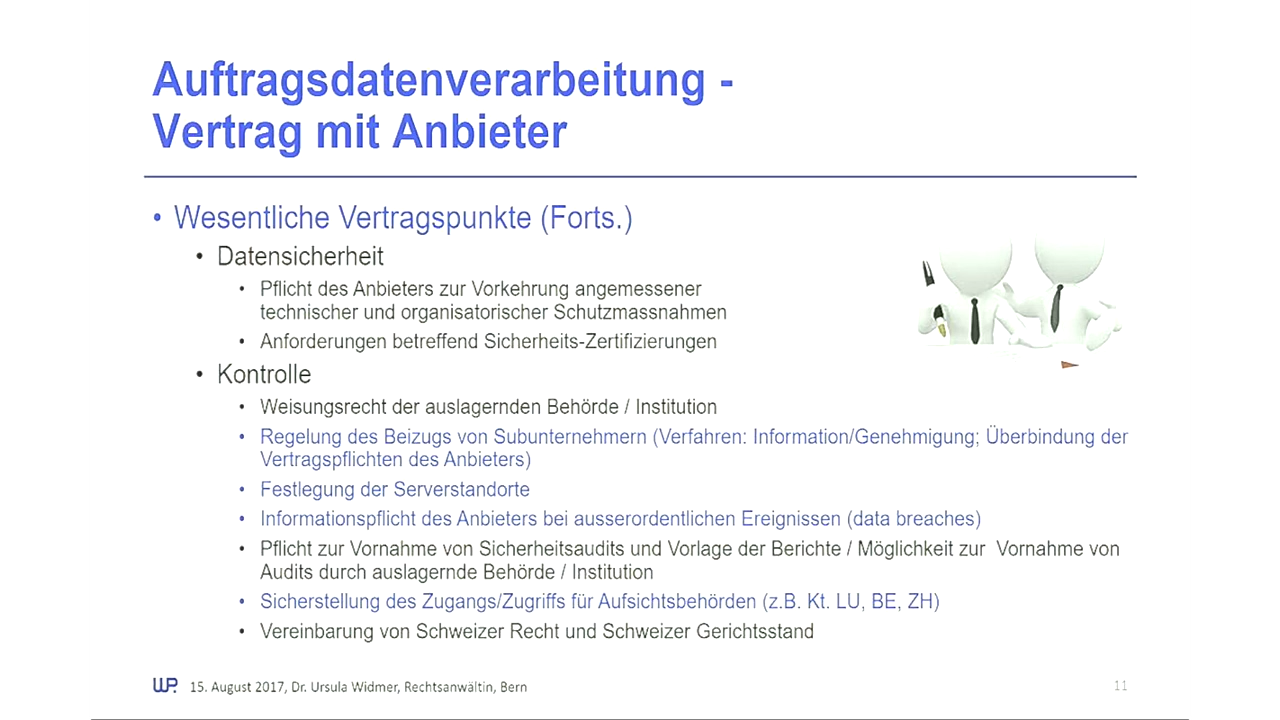 Auftragsdatenverarbeitung -
Vertrag mit Anbieter
• Wesentliche Vertragspunkte (Forts.)
• Datensicherheit
• Pflicht des Anbieters zur Vorkehrung angemessener
technischer und organisatorischer Schutzmassnahmen
• Anforderungen betreffend Sicherheits-Zertifizierungen
• Kontrolle
• Weisungsrecht der auslagernden Behörde / Institution
• Regelung des Beizugs von Subunternehmern (Verfahren: Information/Genehmigung; Überbindung der
Vertragspflichten des Anbieters)
• Festlegung der Serverstandorte
• Informationspflicht des Anbieters bei ausserordentlichen Ereignissen (data breaches)
• Pflicht zur Vornahme von Sicherheitsaudits und Vorlage der Berichte / Möglichkeit zur Vornahme von
Audits durch auslagernde Behörde / Institution
• Sicherstellung des Zugangs/Zugriffs für Aufsichtsbehörden (z.B. Kt. LU, BE, ZH)
• Vereinbarung von Schweizer Recht und Schweizer Gerichtsstand
WP. 15. August 2017, Dr. Ursula Widmer, Rechtsanwältin, Bern
11